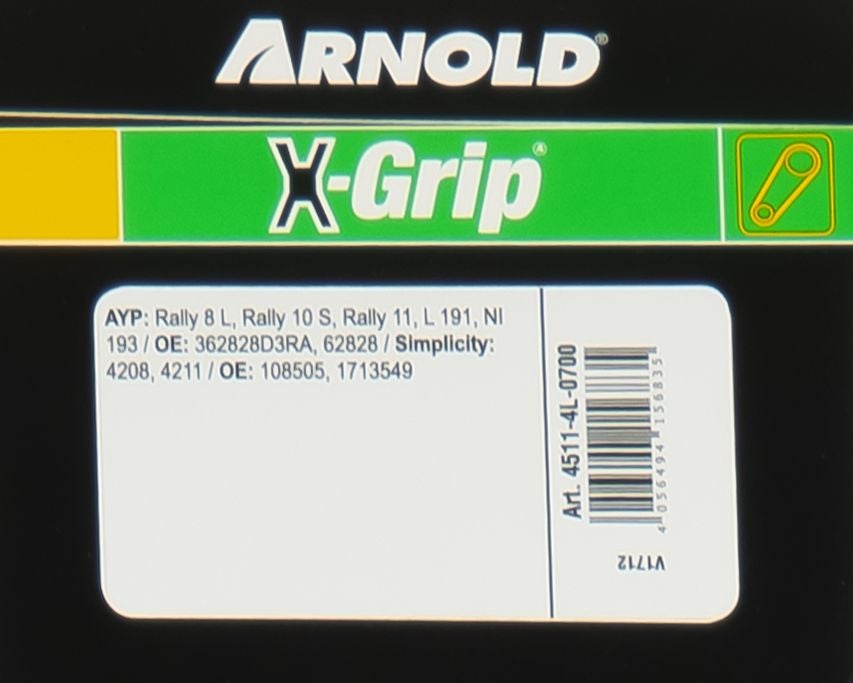 ARNOLD®
X-Grip®
AYP: Rally 8 L, Rally 10 S, Rally 11, L 191, NI
193 / OE: 362828D3RA, 62828 / Simplicity:
4208, 4211 / OE: 108505, 1713549
Art. 4511-4L-0700
4 056494 156835
V1712